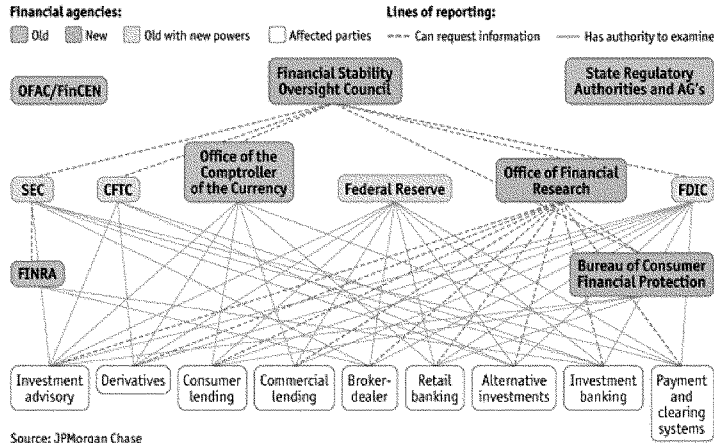 Financial agencies:
Lines of reporting:
Old
New
Old with new powers
Affected parties
Can request information
Has authority to examine
OFAC/FinCEN
Financial Stability
Oversight Council
State Regulatory
Authorities and AG's
SEC
CFTC
Office of the
Comptroller
of the Currency
Federal Reserve
Office of Financial
Research
FDIC
FINRA
Bureau of Consumer
Financial Protection
Investment
advisory
Derivatives
Consumer
lending
Commercial
lending
Broker-
dealer
Retail
banking
Alternative
investments
Investment
banking
Payment
and
clearing
systems
Source: JPMorgan Chase